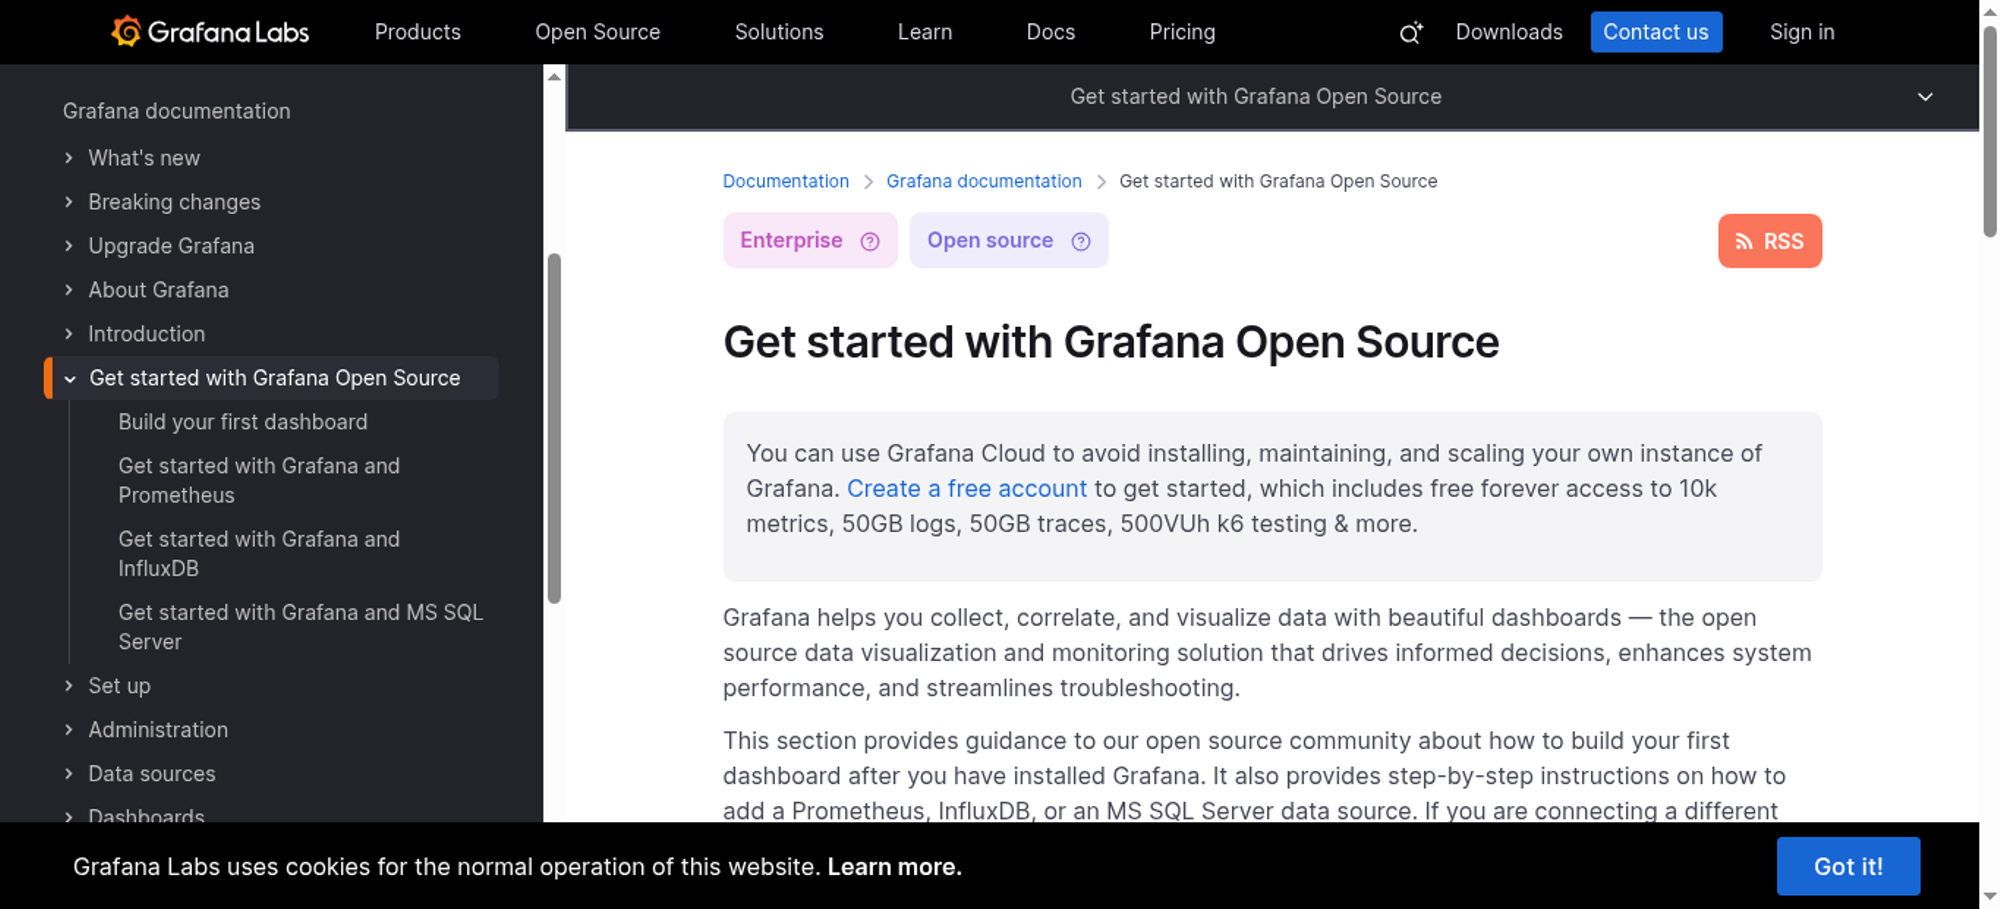 Grafana Labs Products Open Source Solutions Learn Docs Pricing Downloads Contact us Sign in
Grafana documentation
What's new
Breaking changes
Upgrade Grafana
About Grafana
Introduction
Get started with Grafana Open Source
Build your first dashboard
Get started with Grafana and
Prometheus
Get started with Grafana and
InfluxDB
Get started with Grafana and MS SQL
Server
Set up
Administration
Data sources
Dashboards
Get started with Grafana Open Source
Documentation Grafana documentation Get started with Grafana Open Source
Enterprise Open source RSS
Get started with Grafana Open Source
You can use Grafana Cloud to avoid installing, maintaining, and scaling your own instance of
Grafana. Create a free account to get started, which includes free forever access to 10k
metrics, 50GB logs, 50GB traces, 500VUh k6 testing & more.
Grafana helps you collect, correlate, and visualize data with beautiful dashboards — the open
source data visualization and monitoring solution that drives informed decisions, enhances system
performance, and streamlines troubleshooting.
This section provides guidance to our open source community about how to build your first
dashboard after you have installed Grafana. It also provides step-by-step instructions on how to
add a Prometheus, InfluxDB, or an MS SQL Server data source. If you are connecting a different
Grafana Labs uses cookies for the normal operation of this website. Learn more.
Got it!